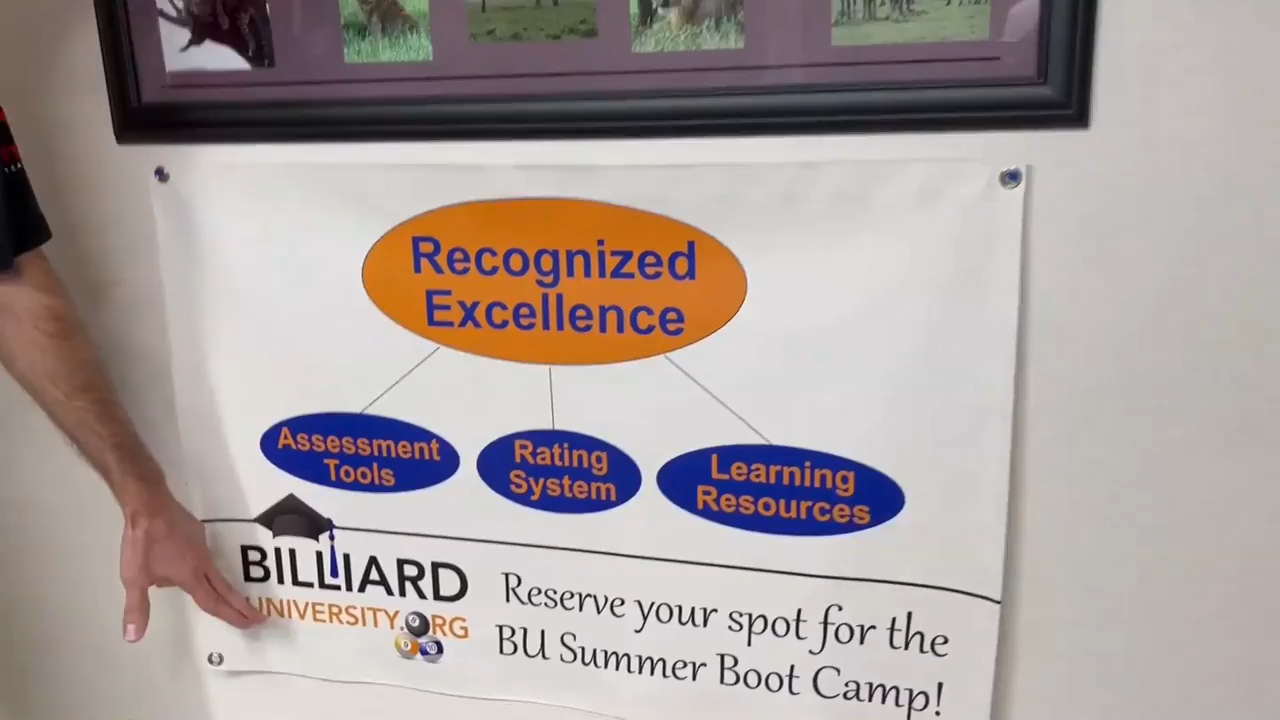 Recognized
Excellence
Assessment
Tools
Rating
System
Learning
Resources
BILLIARD
UNIVERSITY.ORG
Reserve your spot for the
BU Summer Boot Camp!